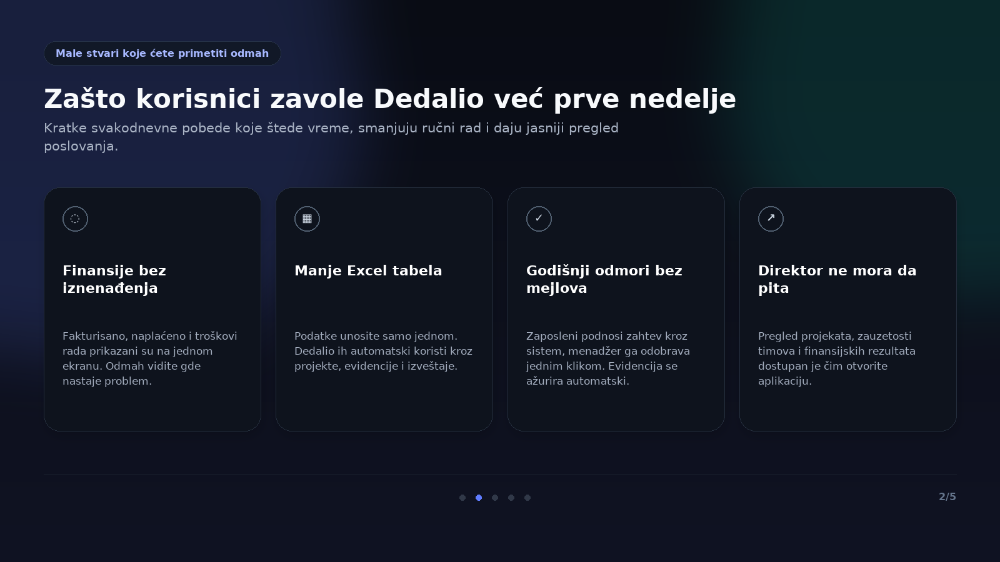 Male stvari koje ćete primetiti odmah
Zašto korisnici zavole Dedalio već prve nedelje
Kratke svakodnevne pobede koje štede vreme, smanjuju ručni rad i daju jasniji pregled
poslovanja.
Finansije bez
iznenađenja
Fakturisano, naplaćeno i troškovi
rada prikazani su na jednom
ekranu. Odmah vidite gde
nastaje problem.
Manje Excel tabela
Podatke unosite samo jednom.
Dedalio ih automatski koristi kroz
projekte, evidencije i izveštaje.
Godišnji odmori bez
mejlova
Zaposleni podnosi zahtev kroz
sistem, menadžer ga odobrava
jednim klikom. Evidencija se
ažurira automatski.
Direktor ne mora da
pita
Pregled projekata, zauzetosti
timova i finansijskih rezultata
dostupan je čim otvorite
aplikaciju.
2/5